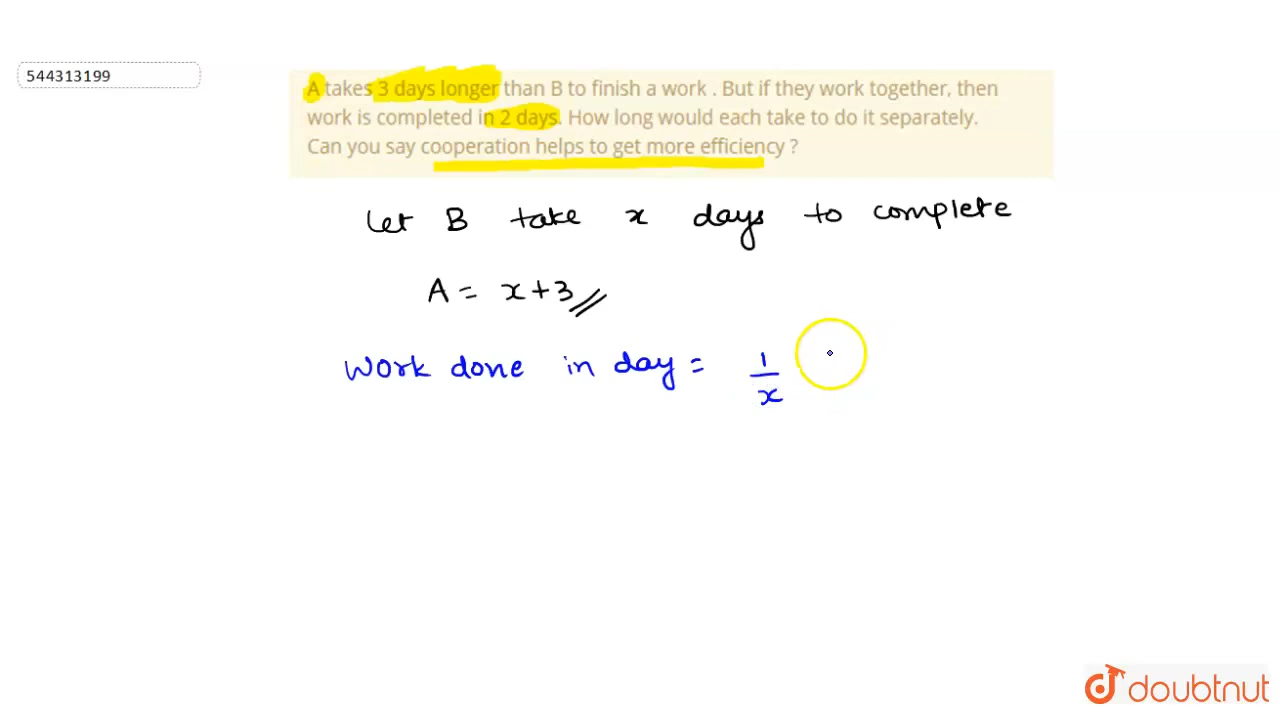 544313199
A takes 3 days longer than B to finish a work . But if they work together, then
work is completed in 2 days. How long would each take to do it separately.
Can you say cooperation helps to get more efficiency ?
Let B take x days to complete
A = x+3
Work done in day = 1/x
doubtnut